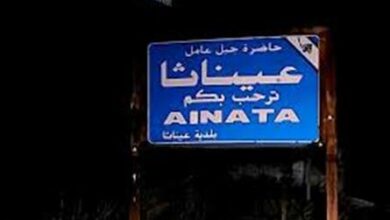 حاضرة جبل عامل
عيناثا
ترحب بكم
AINATA
بلدية عيناثا